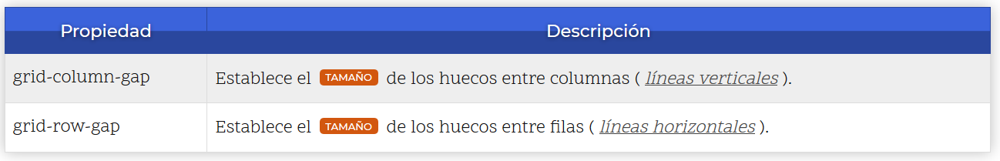 Propiedad Descripción
grid-column-gap Establece el TAMAÑO de los huecos entre columnas ( líneas verticales ).
grid-row-gap Establece el TAMAÑO de los huecos entre filas ( líneas horizontales ).